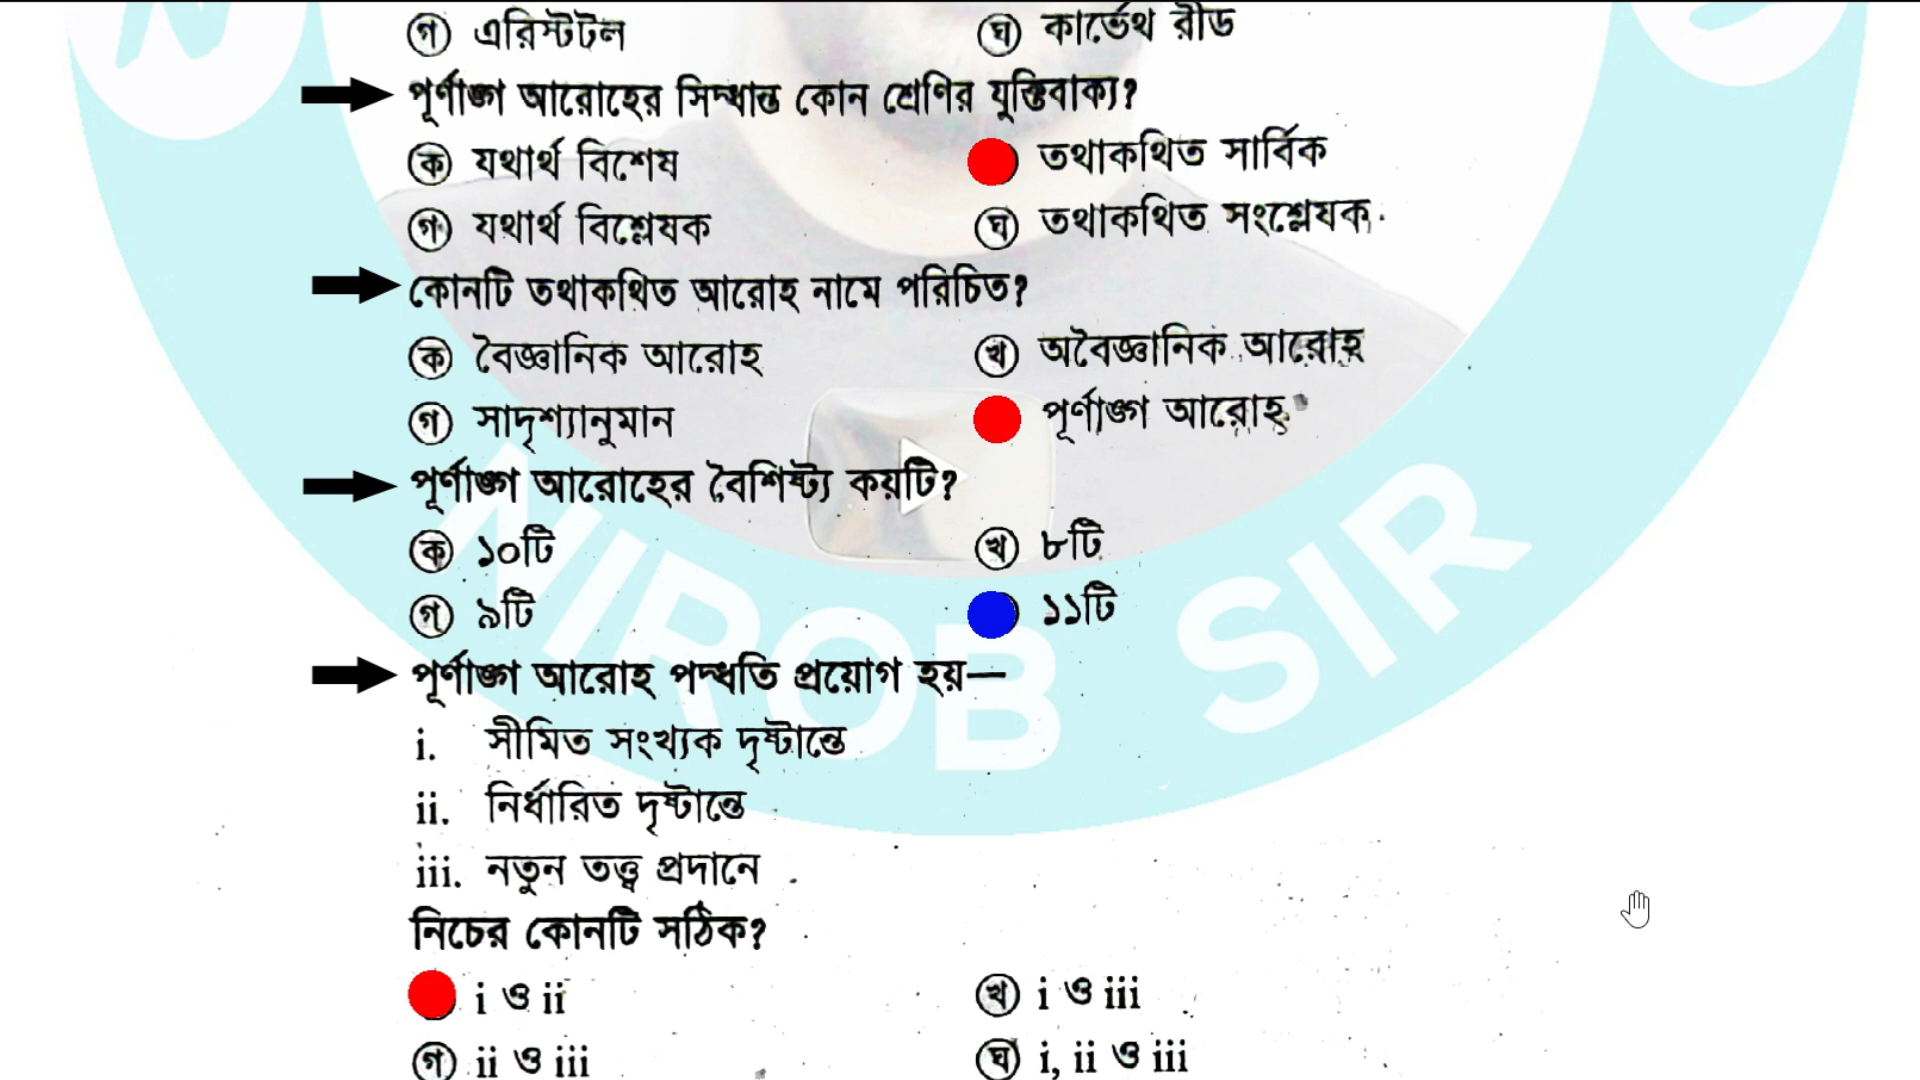 গ এরিস্টটল ঘ কার্ভেথ রীড
পূর্ণাঙ্গ আরোহের সিদ্ধান্ত কোন শ্রেণির যুক্তিবাক্য?
ক যথার্থ বিশেষ তথাকথিত সার্বিক
গ যথার্থ বিশ্লেষক ঘ তথাকথিত সংশ্লেষক
কোনটি তথাকথিত আরোহ নামে পরিচিত?
ক বৈজ্ঞানিক আরোহ খ অবৈজ্ঞানিক আরোহ
গ সাদৃশ্যানুমান পূর্ণাঙ্গ আরোহ
পূর্ণাঙ্গ আরোহের বৈশিষ্ট্য কয়টি?
ক ১০টি খ ৮টি
গ ৯টি ১১টি
পূর্ণাঙ্গ আরোহ পদ্ধতি প্রয়োগ হয়—
i. সীমিত সংখ্যক দৃষ্টান্তে
ii. নির্ধারিত দৃষ্টান্তে
iii. নতুন তত্ত্ব প্রদানে
নিচের কোনটি সঠিক?
i ও ii খ i ও iii
গ ii ও iii ঘ i, ii ও iii
NIROB SIR